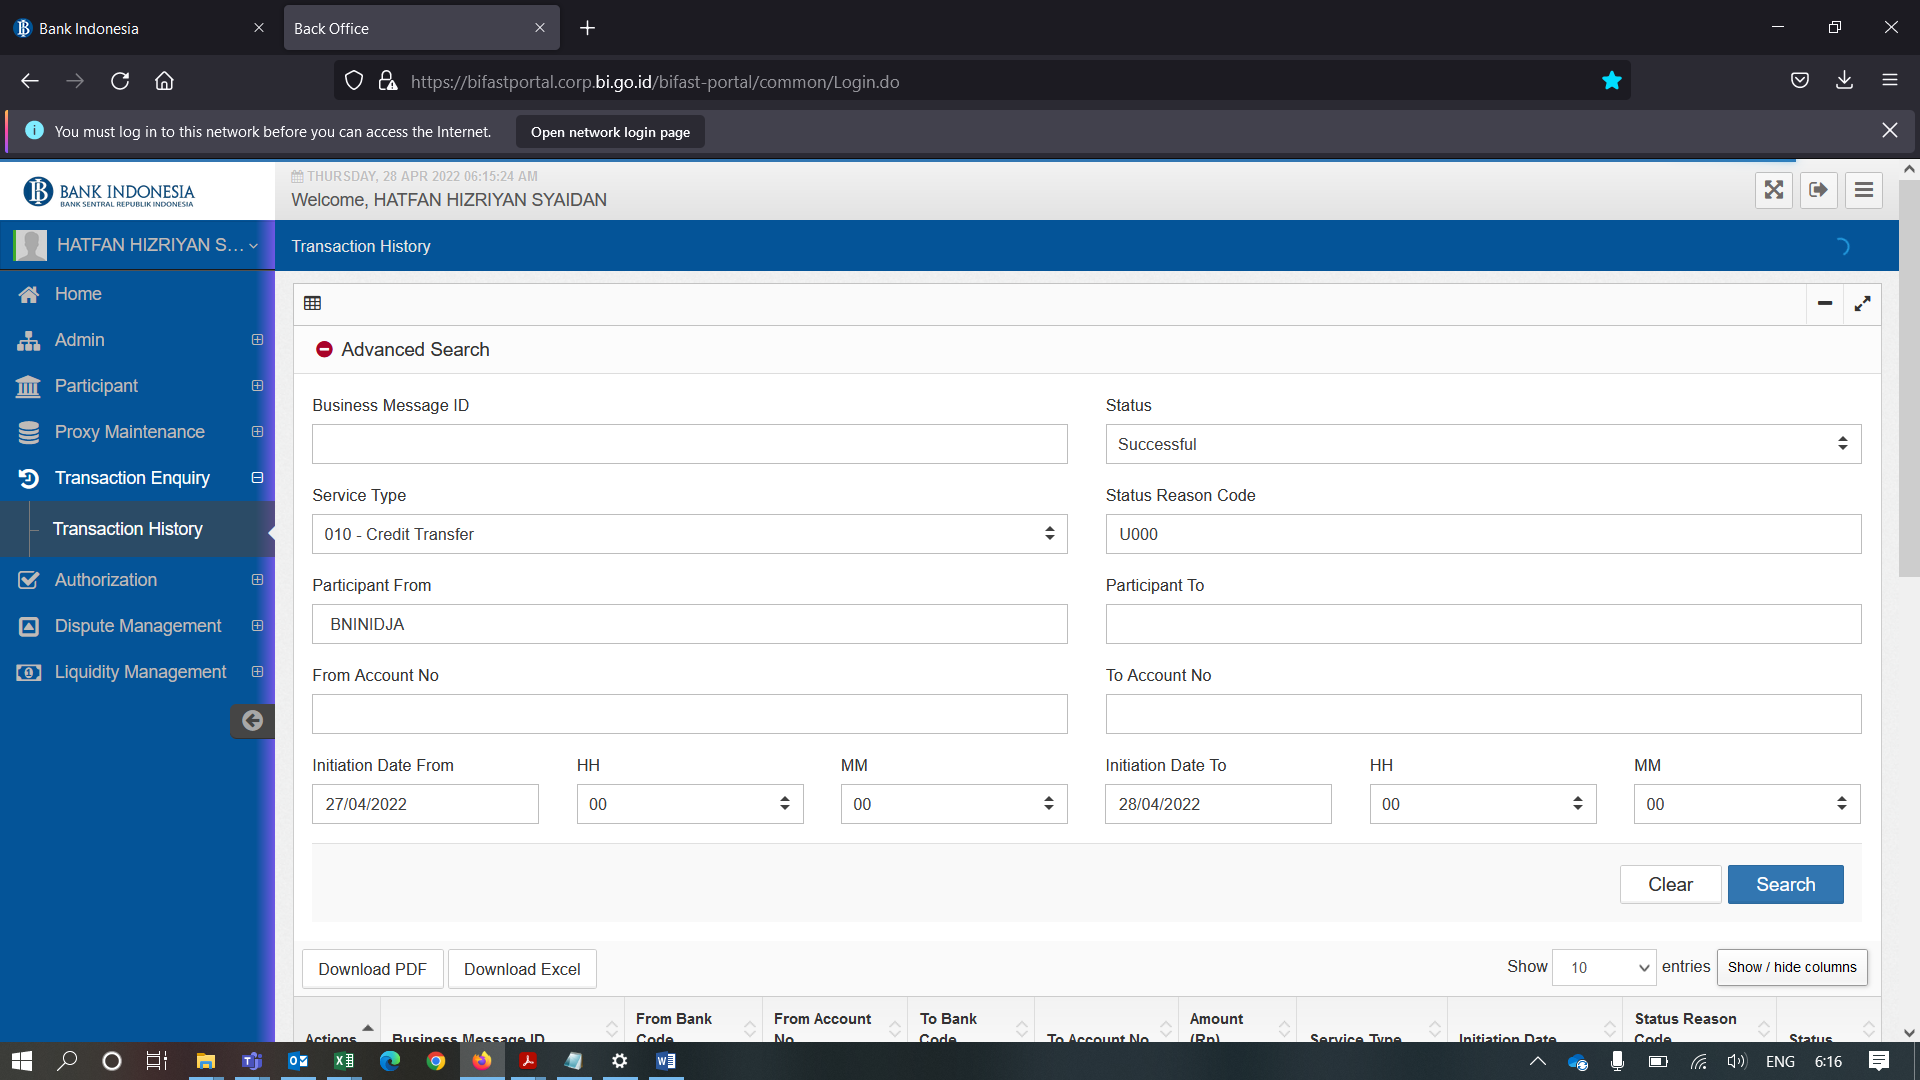 Bank Indonesia
Back Office
https://bifastportal.corp.bi.go.id/bifast-portal/common/Login.do
You must log in to this network before you can access the Internet.
Open network login page
BANK INDONESIA
BANK SENTRAL REPUBLIK INDONESIA
THURSDAY, 28 APR 2022 06:15:24 AM
Welcome, HATFAN HIZRIYAN SYAIDAN
HATFAN HIZRIYAN S...
Transaction History
Home
Admin
Participant
Proxy Maintenance
Transaction Enquiry
Transaction History
Authorization
Dispute Management
Liquidity Management
Advanced Search
Business Message ID
Status
Successful
Service Type
Status Reason Code
010 - Credit Transfer
U000
Participant From
Participant To
BNINIDJA
From Account No
To Account No
Initiation Date From
HH
MM
Initiation Date To
HH
MM
27/04/2022
00
00
28/04/2022
00
00
Clear
Search
Download PDF
Download Excel
Show
10
entries
Show / hide columns
Actions
Business Message ID
From Bank
Code
From Account
No
To Bank
Code
To Account No
Amount
(Rp)
Service Type
Initiation Date
Status Reason
Code
Status
ENG
6:16